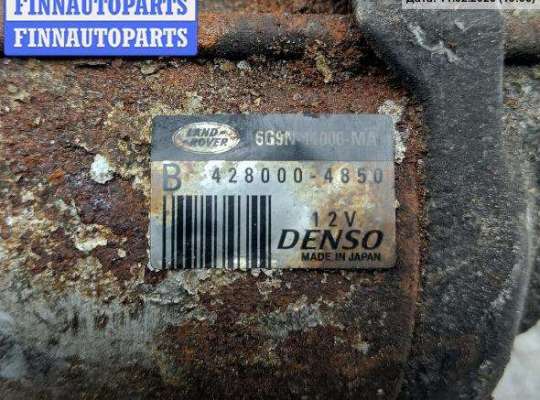 FINNAUTOPARTS
FINNAUTOPARTS
LAND ROVER
B 428000-4850
12V
DENSO
MADE IN JAPAN